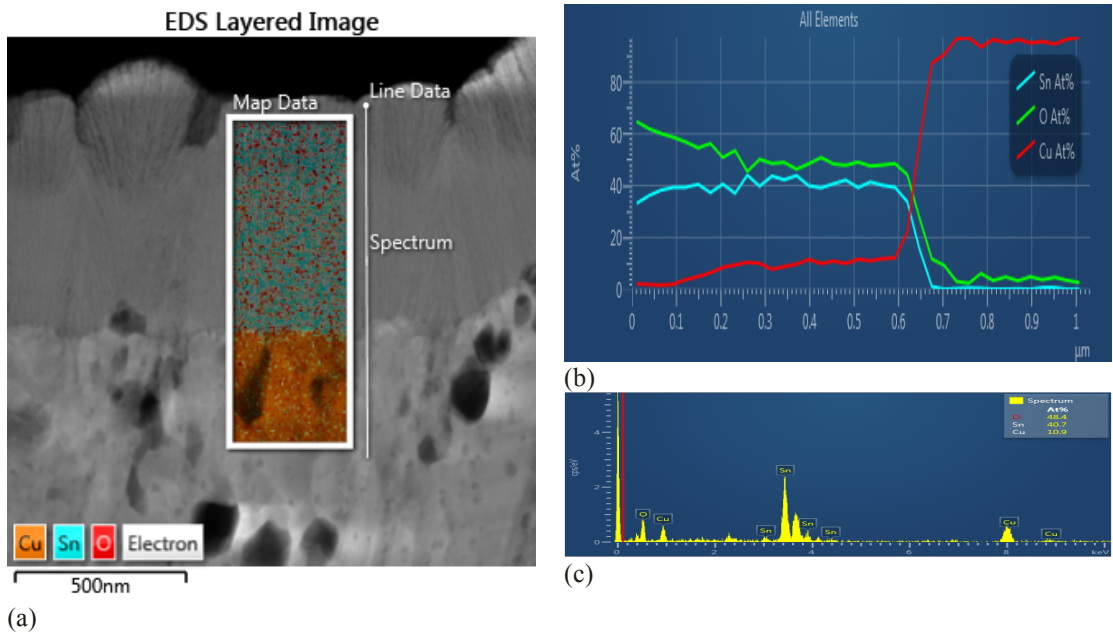 EDS Layered Image
Map Data
Line Data
Spectrum
Cu Sn O Electron
500nm
(a)
All Elements
At%
80
60
40
20
0
0 0.1 0.2 0.3 0.4 0.5 0.6 0.7 0.8 0.9 1
µm
Sn At%
O At%
Cu At%
(b)
Spectrum
At%
48.4
Sn 40.7
Cu 10.9
cps/eV
4
2
0
O
Cu
Sn
Sn
Sn
Sn
Cu
Cu
0 2 4 6 8 keV
(c)